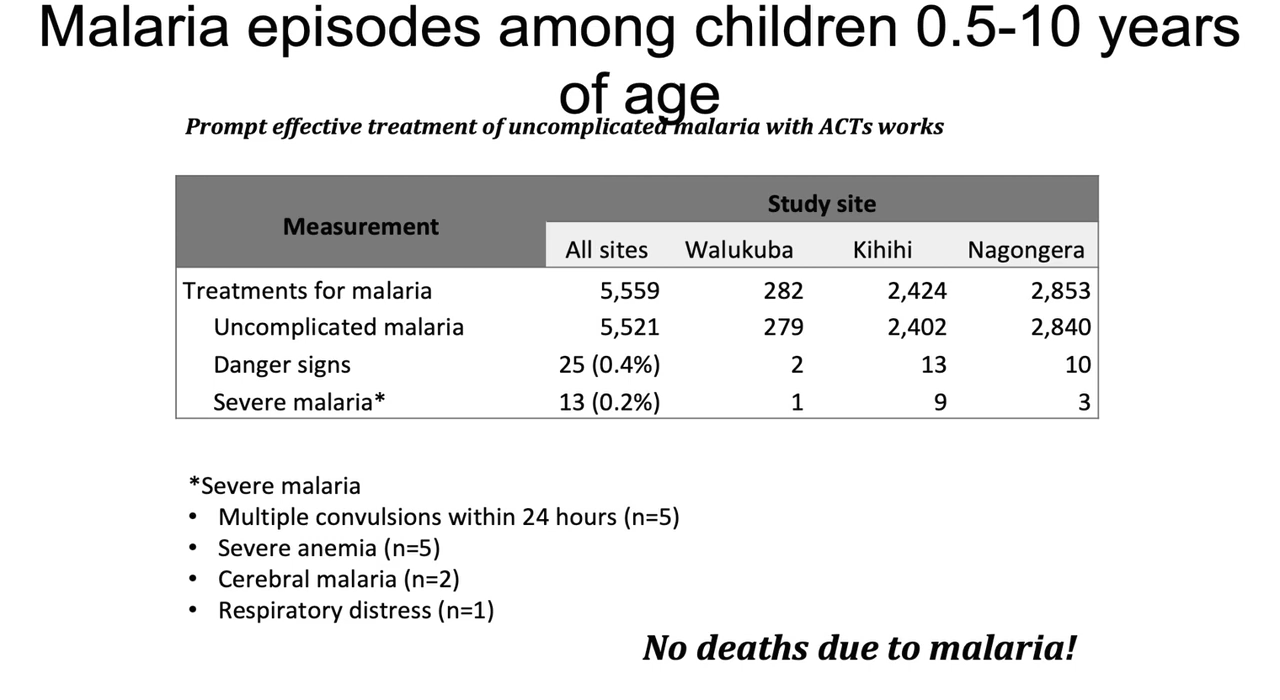 Malaria episodes among children 0.5-10 years
of age
Prompt effective treatment of uncomplicated malaria with ACTs works
Measurement Study site
All sites Walukuba Kihihi Nagongera
Treatments for malaria 5,559 282 2,424 2,853
Uncomplicated malaria 5,521 279 2,402 2,840
Danger signs 25 (0.4%) 2 13 10
Severe malaria* 13 (0.2%) 1 9 3
*Severe malaria
• Multiple convulsions within 24 hours (n=5)
• Severe anemia (n=5)
• Cerebral malaria (n=2)
• Respiratory distress (n=1)
No deaths due to malaria!